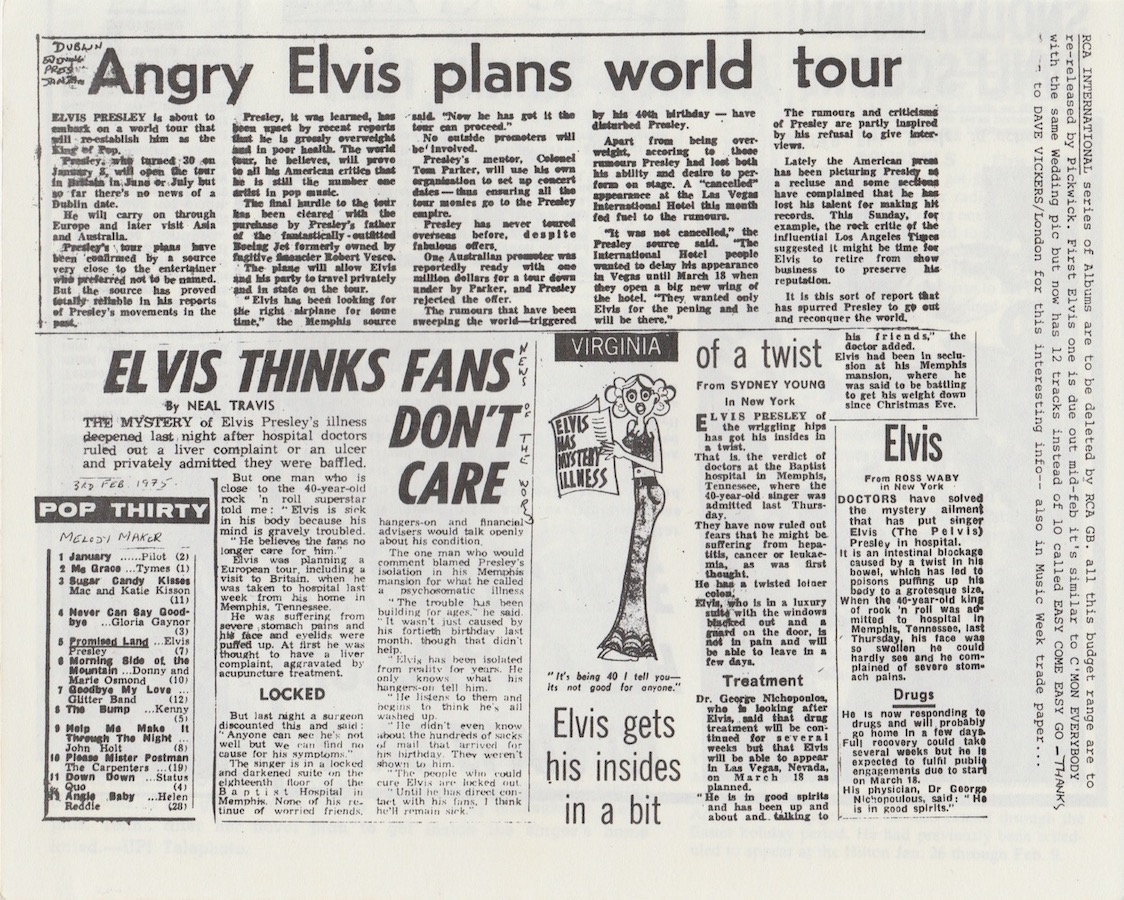 DUBLIN
EVENING
PRESS
Angry Elvis plans world tour
ELVIS PRESLEY is about to
embark on a world tour that
will re-establish him as the
King of Pop.
Presley, who turned 30 on
January 8, will open the tour
in Britain in June or July but
so far there's no news of a
Dublin date.
He will carry on through
Europe and later visit Asia
and Australia.
Presley's tour plans have
been confirmed by a source
very close to the entertainer
who preferred not to be named.
But the source has proved
totally reliable in his reports
of Presley's movements in the
past.
Presley, it was learned, has
been upset by recent reports
that he is grossly overweight
and in poor health. The world
tour, he believes, will prove
to all his American critics that
he is still the number one
artist in pop music.
The final hurdle to the tour
has been cleared with the
purchase by Presley's father
of the fantastically-outfitted
Boeing Jet formerly owned by
fugitive financier Robert Vesco.
The plane will allow Elvis
and his party to travel privately
and in state on the tour.
"Elvis has been looking for
the right airplane for some
time," the Memphis source
said. "Now he has got it the
tour can proceed."
No outside promoters will
be' involved.
Presley's mentor, Colonel
Tom Parker, will use his own
organisation to set up concert
dates—thus ensuring all the
tour monies go to the Presley
empire.
Presley has never toured
overseas before, despite
fabulous offers.
One Australian promoter was
reportedly ready with one
million dollars for a tour down
under by Parker, and Presley
rejected the offer.
The rumours that have been
sweeping the world—triggered
by his 40th birthday — have
disturbed Presley.
Apart from being over-
weight, accoring to those
rumours Presley had lost both
his ability and desire to per-
form on stage. A "cancelled"
appearance at the Las Vegas
International Hotel this month
fed fuel to the rumours.
"It was not cancelled," the
Presley source said. "The
International Hotel people
wanted to delay his appearance
in Vegas until March 18 when
they open a big new wing of
the hotel. "They wanted only
Elvis for the pening and he
will be there."
The rumours and criticisms
of Presley are partly inspired
by his refusal to give inter-
views.
Lately the American press
has been picturing Presley as
a recluse and some sections
have complained that he has
lost his talent for making hit
records. This Sunday, for
example, the rock critic of the
influential Los Angeles Times
suggested it might be time for
Elvis to retire from show
business to preserve his
reputation.
It is this sort of report that
has spurred Presley to go out
and reconquer the world.
ELVIS THINKS FANS
DON'T
CARE
NEWS OF THE WORLD
By NEAL TRAVIS
THE MYSTERY of Elvis Presley's illness
deepened last night after hospital doctors
ruled out a liver complaint or an ulcer
and privately admitted they were baffled.
But one man who is
close to the 40-year-old
rock 'n roll superstar
told me: "Elvis is sick
in his body because his
mind is gravely troubled.
"He believes the fans no
longer care for him."
Elvis was planning a
European tour, including a
visit to Britain, when he
was taken to hospital last
week from his home in
Memphis, Tennessee.
He was suffering from
severe stomach pains and
his face and eyelids were
puffed up. At first he was
thought to have a liver
complaint, aggravated by
acupuncture treatment.
LOCKED
But last night a surgeon
discounted this and said:
"Anyone can see he's not
well but we can find no
cause for his symptoms."
The singer is in a locked
and darkened suite on the
eighteenth floor of the
Baptist Hospital in
Memphis. None of his re-
tinue of worried friends,
hangers-on and financial
advisers would talk openly
about his condition.
The one man who would
comment blamed Presley's
isolation in his Memphis
mansion for what he called
a psychosomatic illness
"The trouble has been
building for ages." he said.
"It wasn't just caused by
his fortieth birthday last
month, though that didn't
help.
"Elvis has been isolated
from reality for years. He
only knows what his
hangers-on tell him.
"He listens to them and
begins to think he's all
washed up.
"He didn't even know
about the hundreds of sacks
of mail that arrived for
his birthday. They weren't
shown to him.
"The people who could
cure Elvis are locked out.
"Until he has direct con-
tact with his fans, I think
he'll remain sick."
3RD FEB. 1975.
POP THIRTY
MELODY MAKER
1 January ......Pilot (2)
2 Ms Grace ...Tymes (1)
3 Sugar Candy Kisses
Mac and Katie Kisson
(11)
4 Never Can Say Good-
bye ...Gloria Gaynor
(3)
5 Promised Land ...Elvis
Presley (7)
6 Morning Side of the
Mountain ...Donny and
Marie Osmond (10)
7 Goodbye My Love ...
Glitter Band (12)
8 The Bump ...Kenny
(5)
9 Help Me Make It
Through The Night ...
John Holt (8)
10 Please Mister Postman
The Carpenters ...(19)
11 Down Down ...Status
Quo (4)
Angie Baby ...Helen
Reddie (28)
VIRGINIA
ELVIS
HAS
MYSTERY
ILLNESS
"It's being 40 I tell you—
its not good for anyone."
Elvis gets
his insides
in a bit
of a twist
From SYDNEY YOUNG
in New York
ELVIS PRESLEY of
the wriggling hips
has got his insides in
a twist.
That is the verdict of
doctors at the Baptist
hospital in Memphis,
Tennessee, where the
40-year-old singer was
admitted last Thurs-
day.
They have now ruled out
fears that he might be
suffering from hepa-
titis, cancer or leukae-
mia, as was first
thought.
He has a twisted loiner
colon.
Elvis, who is in a luxury
suite with the windows
blacked out and a
guard on the door, is
not in pain and will
be able to leave in a
few days.
Treatment
Dr. George Nichopoulos,
who is looking after
Elvis, said that drug
treatment will be con-
tinued for several
weeks but that Elvis
will be able to appear
in Las Vegas, Nevada,
on March 18 as
planned.
"He is in good spirits
and has been up and
about and talking to
his friends," the
doctor added.
Elvis had been in seclu-
sion at his Memphis
mansion, where he
was said to be battling
to get his weight down
since Christmas Eve.
Elvis
From ROSS WABY
in New York
DOCTORS have solved
the mystery ailment
that has put singer
Elvis (The Pelvis)
Presley in hospital.
It is an intestinal blockage
caused by a twist in his
bowel, which has led to
poisons puffing up his
body to a grotesque size.
When the 40-year-old king
of rook 'n roll was ad-
mitted to hospital in
Memphis, Tennessee, last
Thursday, his face was
so swollen he could
hardly see and he com-
plained of severe stom-
ach pains.
Drugs
He is now responding to
drugs and will probably
go home in a few days.
Full recovery could take
several weeks but he is
expected to fulfil public
engagements due to start
on March 18.
His physician, Dr George
Nichopoulous, said: "He
is in good spirits."
RCA INTERNATIONAL series of Albums are to be deleted by RCA GB. all this budget range are to
re-released by Pickwick. First Elvis one is due out mid-feb it's similar to C'MON EVERYBODY
with the same Wedding pic but now has 12 tracks instead of 10 called EASY COME EASY GO - THANKS
to DAVE VICKERS/London for this interesting info-- also in Music Week trade paper...